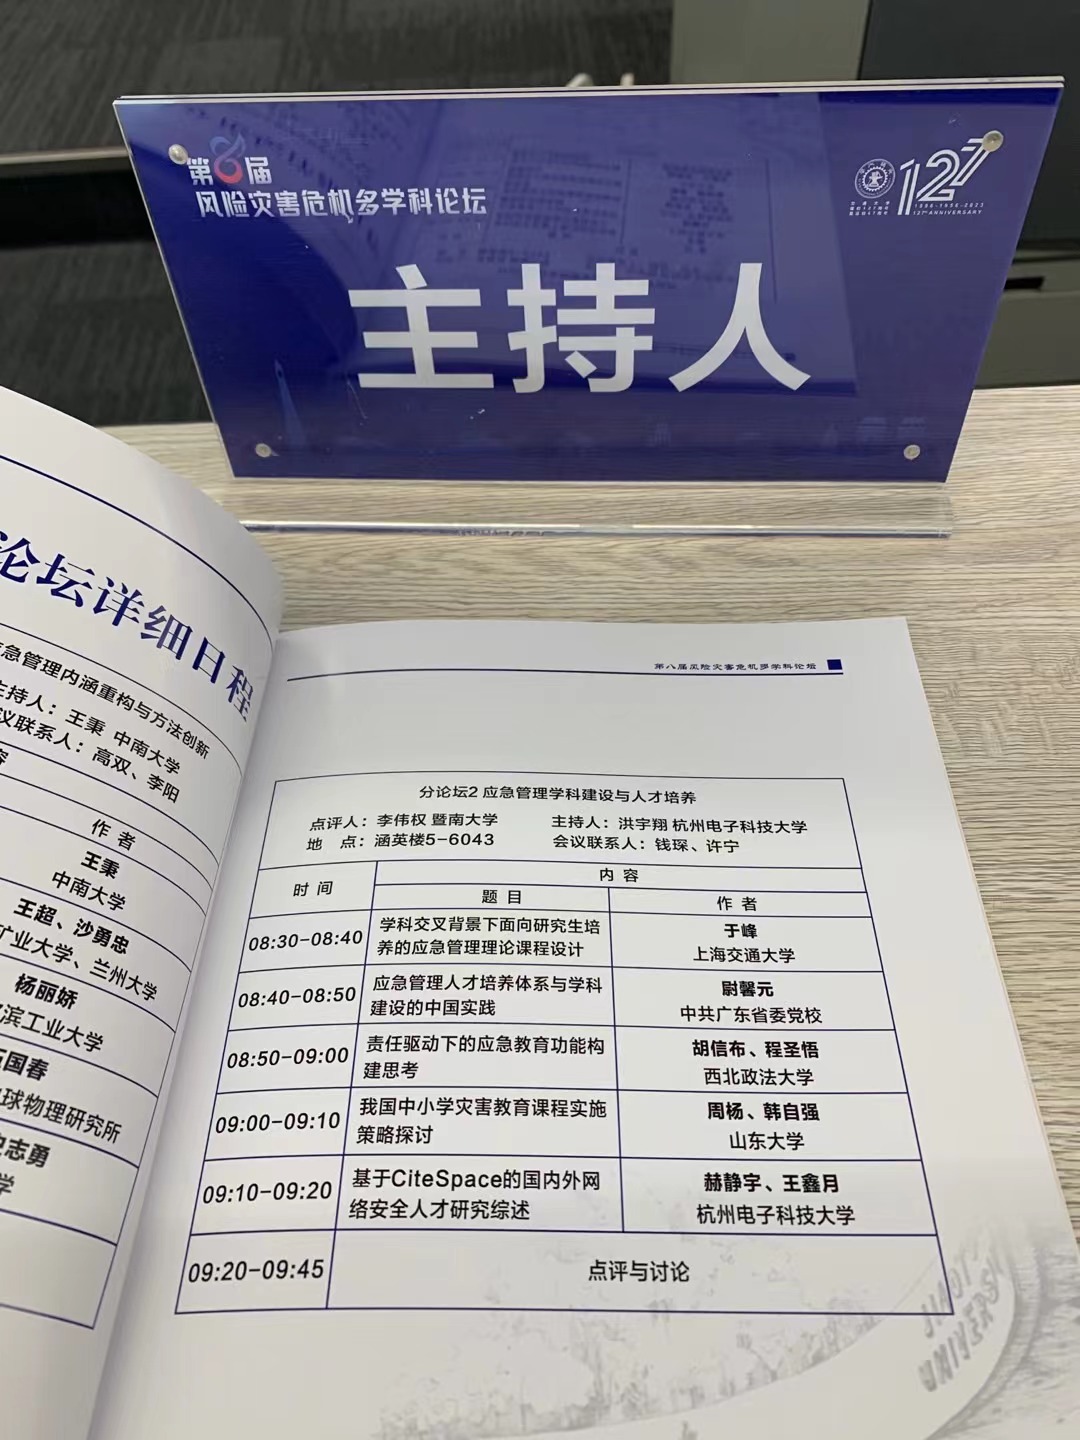 第8届
风险灾害危机多学科论坛
127
1896-1956-2023
127th ANNIVERSARY
主持人
论坛详细日程
应急管理内涵重构与方法创新
主持人：王秉 中南大学
议联系人：高双、李阳
容
作者
王秉
中南大学
王超、沙勇忠
矿业大学、兰州大学
杨丽娇
滨工业大学
国春
球物理研究所
史志勇
学
第八届风险灾害危机多学科论坛
分论坛2 应急管理学科建设与人才培养
点评人：李伟权 暨南大学 主持人：洪宇翔 杭州电子科技大学
地 点：涵英楼5-6043 会议联系人：钱琛、许宁
时间
内容
题目 作者
08:30-08:40
学科交叉背景下面向研究生培
养的应急管理理论课程设计
于峰
上海交通大学
08:40-08:50
应急管理人才培养体系与学科
建设的中国实践
尉馨元
中共广东省委党校
08:50-09:00
责任驱动下的应急教育功能构
建思考
胡信布、程圣悟
西北政法大学
09:00-09:10
我国中小学灾害教育课程实施
策略探讨
周杨、韩自强
山东大学
09:10-09:20
基于CiteSpace的国内外网
络安全人才研究综述
赫静宇、王鑫月
杭州电子科技大学
09:20-09:45
点评与讨论